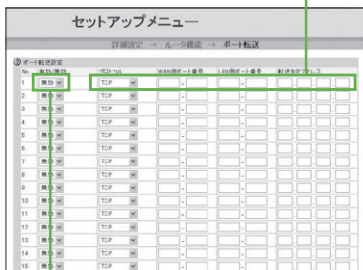 セットアップメニュー
詳細設定 → ルータ機能 → ポート転送
② ポート転送設定
No. 有効/無効 プロトコル WAN側ポート番号 LAN側ポート番号 転送先IPアドレス
1 無効 TCP - -
2 無効 TCP - -
3 無効 TCP - -
4 無効 TCP - -
5 無効 TCP - -
6 無効 TCP - -
7 無効 TCP - -
8 無効 TCP - -
9 無効 TCP - -
10 無効 TCP - -
11 無効 TCP - -
12 無効 TCP - -
13 無効 TCP - -
14 無効 TCP - -
15 無効 TCP - -